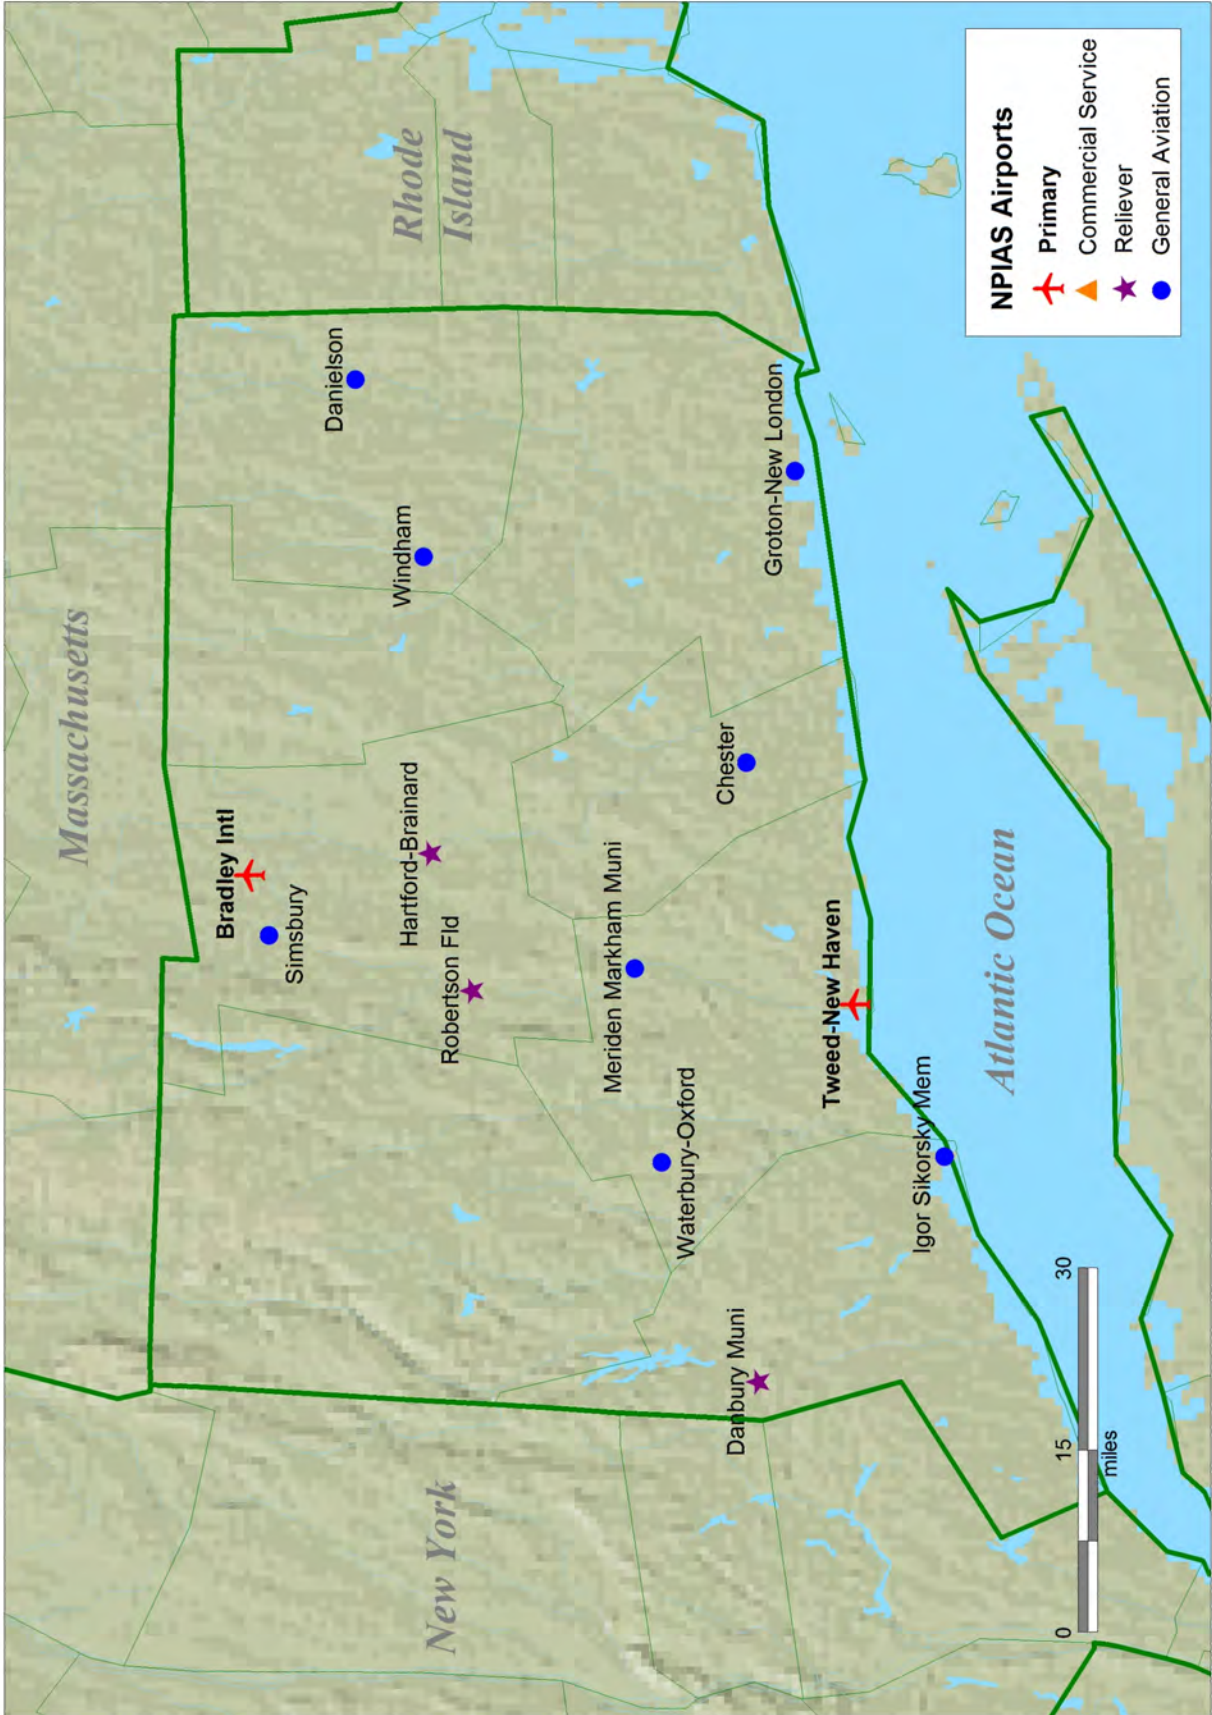 Massachusetts
Bradley Intl
Simsbury
Danielson
Windham
Hartford-Brainard
Robertson Fld
Rhode
Island
New York
Meriden Markham Muni
Waterbury-Oxford
Chester
Danbury Muni
Groton-New London
Tweed-New Haven
Igor Sikorsky Mem
Atlantic Ocean
0 15 30
miles
NPIAS Airports
Primary
Commercial Service
Reliever
General Aviation